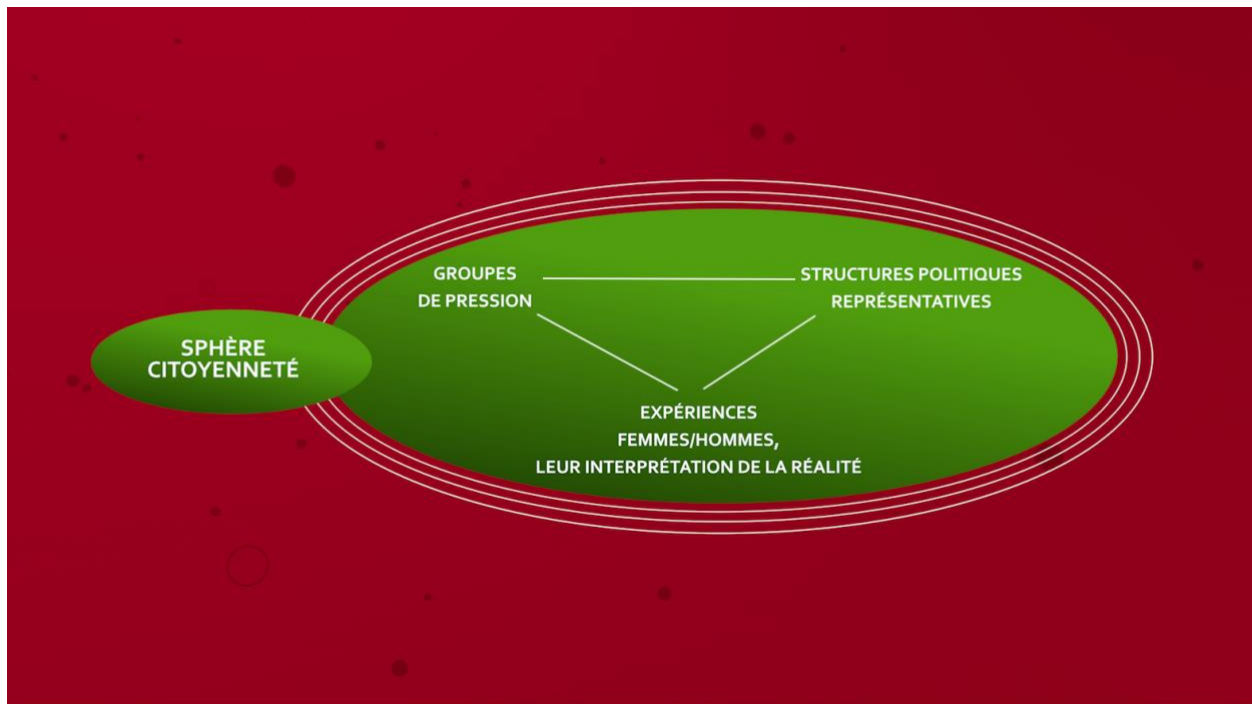 SPHÈRE
CITOYENNETÉ
GROUPES
DE PRESSION
STRUCTURES POLITIQUES
REPRÉSENTATIVES
EXPÉRIENCES
FEMMES/HOMMES,
LEUR INTERPRÉTATION DE LA RÉALITÉ